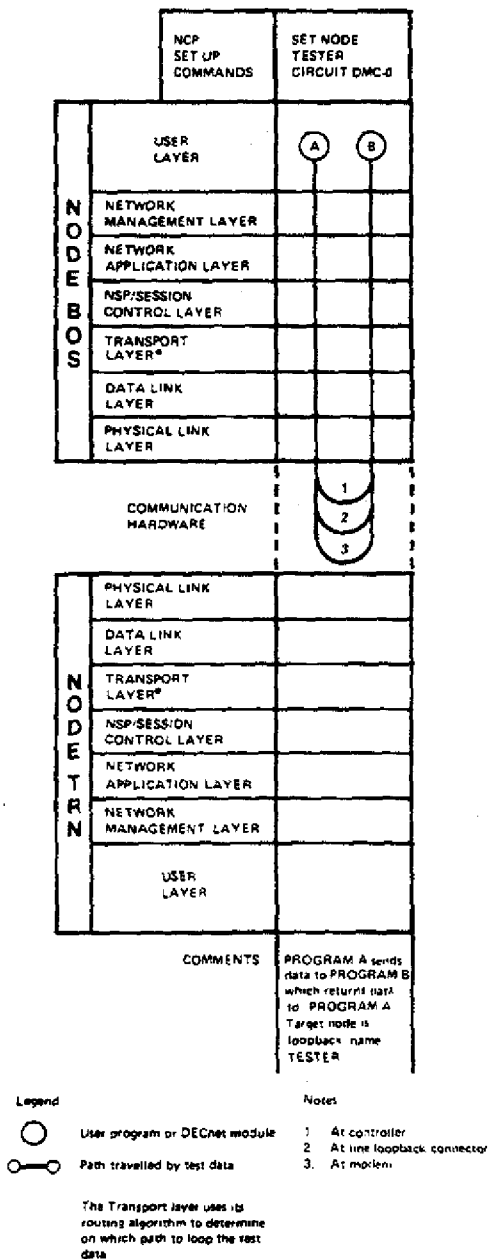 NCP
SET UP
COMMANDS
SET NODE
TESTER
CIRCUIT DMC-0
NODE BOS
USER
LAYER
A
B
NETWORK
MANAGEMENT LAYER
NETWORK
APPLICATION LAYER
NSP/SESSION
CONTROL LAYER
TRANSPORT
LAYER*
DATA LINK
LAYER
PHYSICAL LINK
LAYER
COMMUNICATION
HARDWARE
1
2
3
NODE TRN
PHYSICAL LINK
LAYER
DATA LINK
LAYER
TRANSPORT
LAYER*
NSP/SESSION
CONTROL LAYER
NETWORK
APPLICATION LAYER
NETWORK
MANAGEMENT LAYER
USER
LAYER
COMMENTS
PROGRAM A sends
data to PROGRAM B
which returns data
to PROGRAM A
Target node is
loopback name
TESTER
Legend
User program or DECnet module
Path travelled by test data
The Transport layer uses its
routing algorithm to determine
on which path to loop the test
data
Notes
1 At controller
2 At line loopback connector
3. At modem